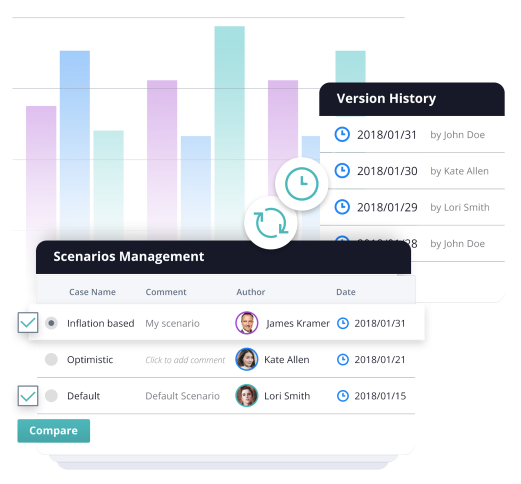 Version History
2018/01/31 by John Doe
2018/01/30 by Kate Allen
2018/01/29 by Lori Smith
2018/01/28 by John Doe
Scenarios Management
Case Name Comment Author Date
Inflation based My scenario James Kramer 2018/01/31
Optimistic Click to add comment Kate Allen 2018/01/21
Default Default Scenario Lori Smith 2018/01/15
Compare